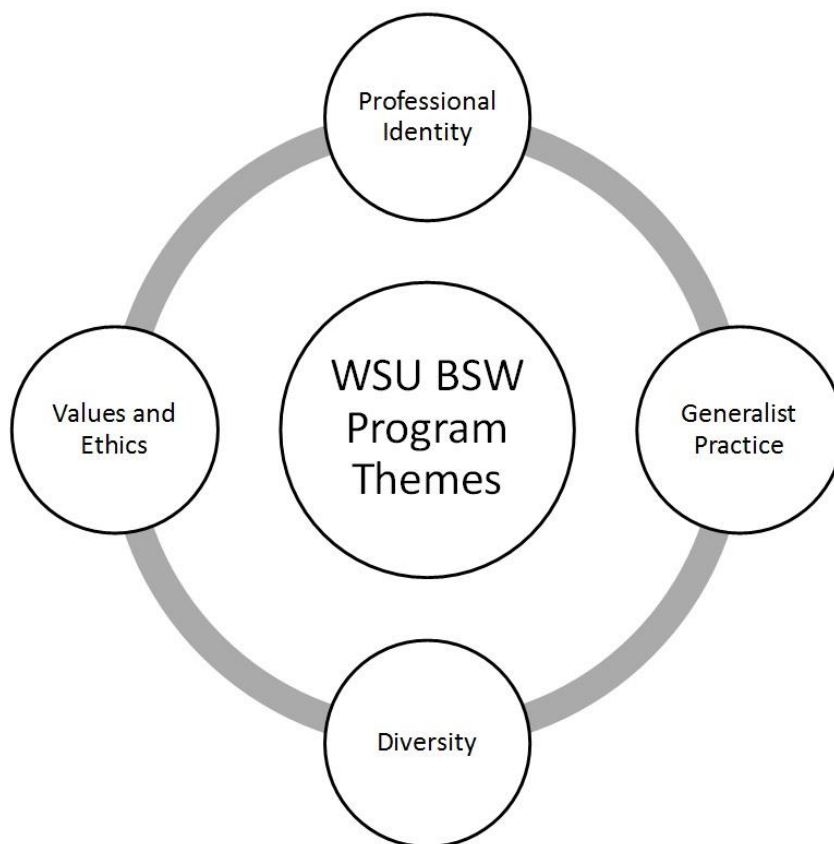 Professional
Identity
Values and
Ethics
WSU BSW
Program
Themes
Generalist
Practice
Diversity